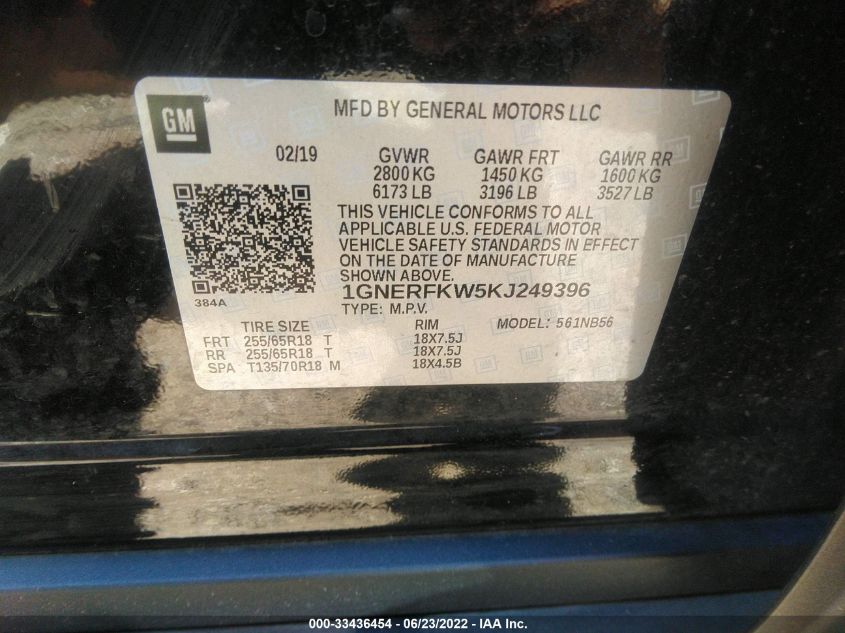 GM ®
MFD BY GENERAL MOTORS LLC
02/19 GVWR GAWR FRT GAWR RR
2800 KG 1450 KG 1600 KG
6173 LB 3196 LB 3527 LB
THIS VEHICLE CONFORMS TO ALL
APPLICABLE U.S. FEDERAL MOTOR
VEHICLE SAFETY STANDARDS IN EFFECT
ON THE DATE OF MANUFACTURE
SHOWN ABOVE.
384A
1GNERFKW5KJ249396
TYPE: M.P.V.
TIRE SIZE RIM MODEL: 561NB56
FRT 255/65R18 T 18X7.5J
RR 255/65R18 T 18X7.5J
SPA T135/70R18 M 18X4.5B
000-33436454 - 06/23/2022 - IAA Inc.